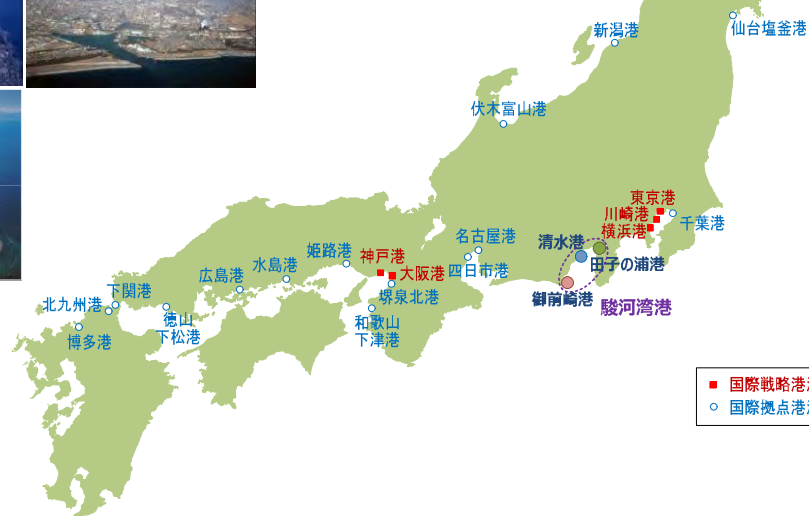 新潟港
仙台塩釜港
伏木富山港
東京港
川崎港
横浜港
千葉港
名古屋港
四日市港
清水港
田子の浦港
御前崎港
駿河湾港
姫路港
神戸港
大阪港
堺泉北港
水島港
広島港
和歌山
下津港
下関港
北九州港
徳山
下松港
博多港
国際戦略港
国際拠点港